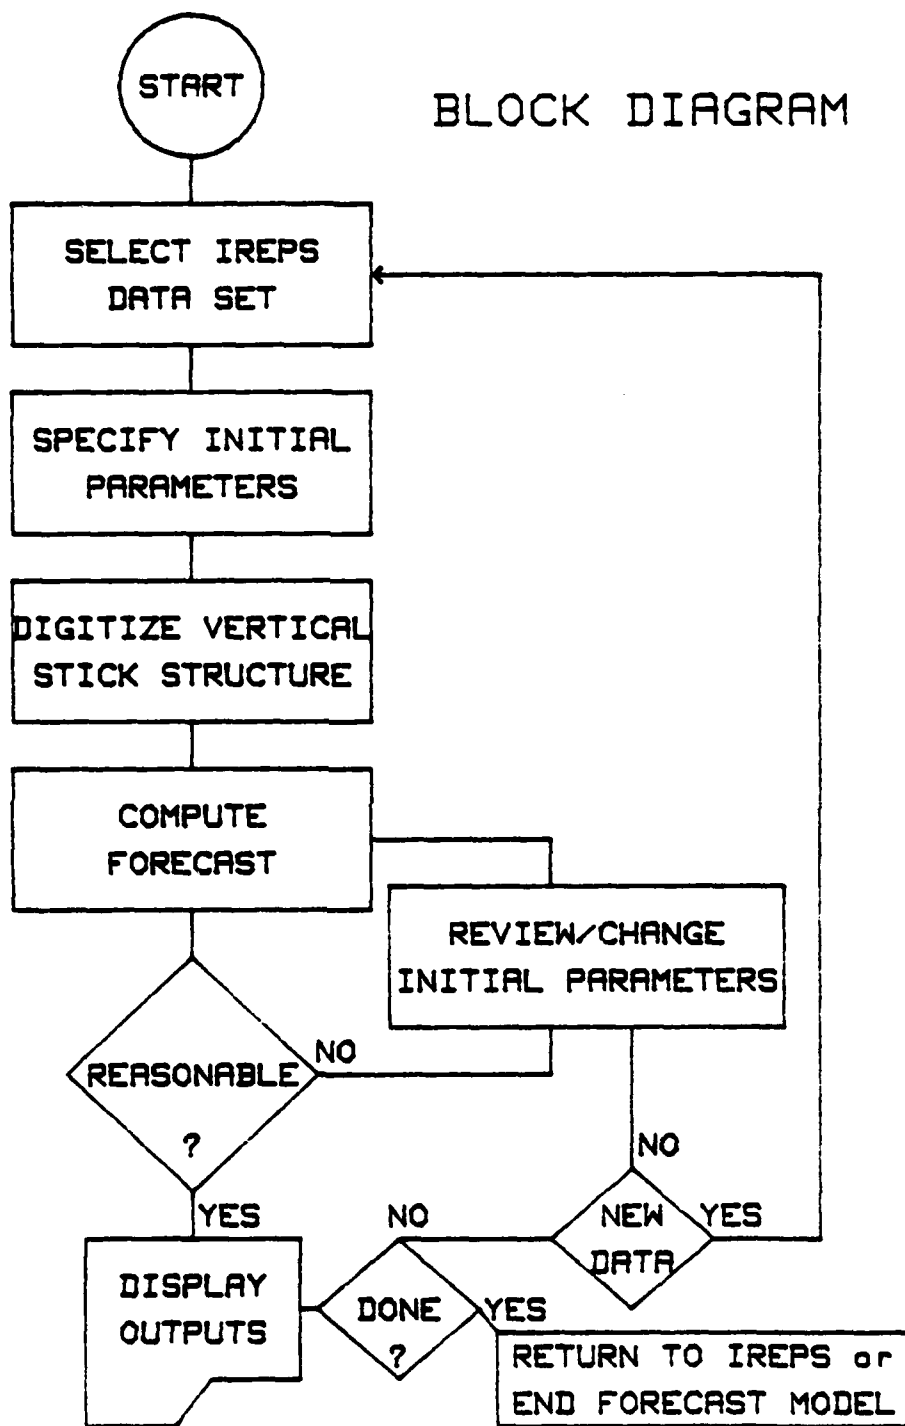 START
BLOCK DIAGRAM
SELECT IREPS
DATA SET
SPECIFY INITIAL
PARAMETERS
DIGITIZE VERTICAL
STICK STRUCTURE
COMPUTE
FORECAST
REVIEW/CHANGE
INITIAL PARAMETERS
NO
REASONABLE
?
NO
YES
NO
NEW
DATA
YES
DISPLAY
OUTPUTS
DONE
?
YES
RETURN TO IREPS or
END FORECAST MODEL